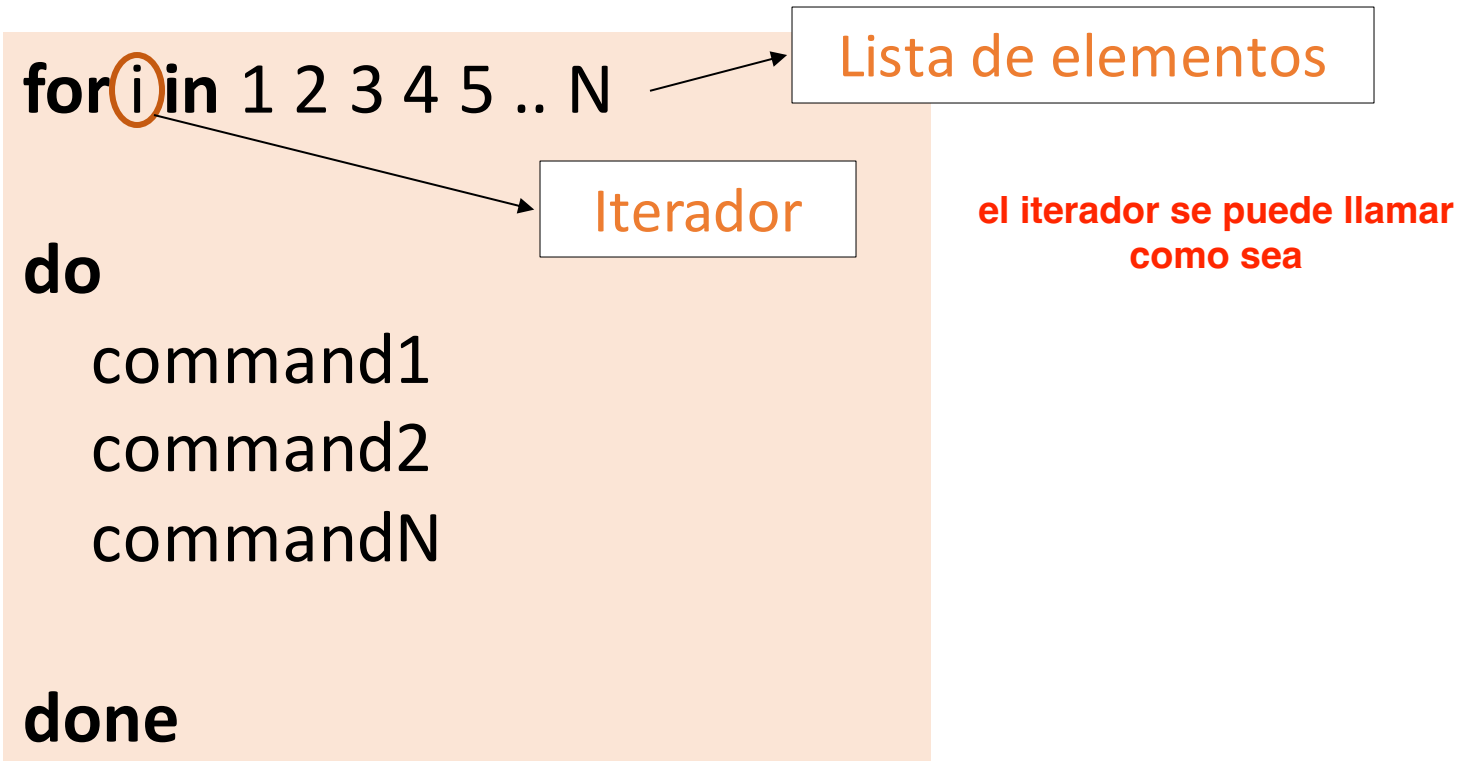 for i in 1 2 3 4 5 .. N
Lista de elementos
Iterador
el iterador se puede llamar
como sea
do
command1
command2
commandN
done